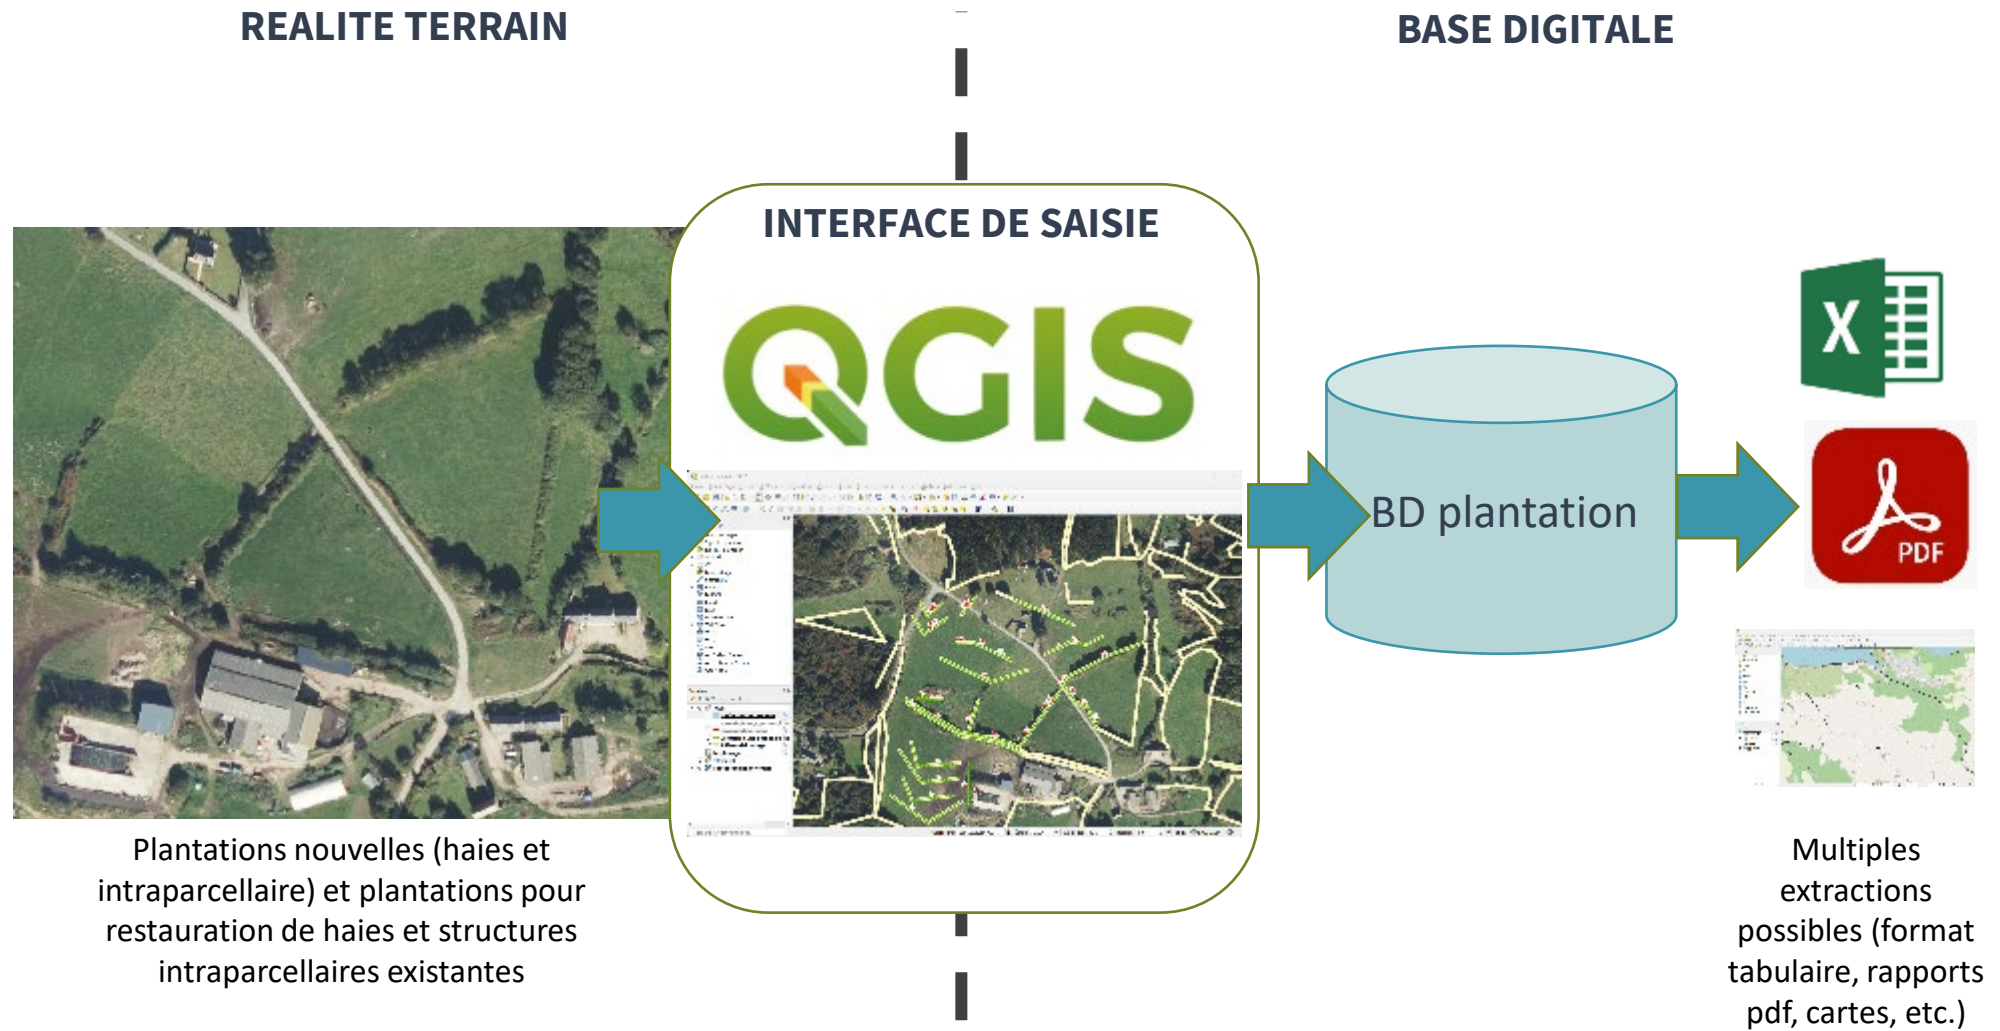 REALITE TERRAIN
BASE DIGITALE
INTERFACE DE SAISIE
QGIS
X
BD plantation
PDF
Plantations nouvelles (haies et
intraparcellaire) et plantations pour
restauration de haies et structures
intraparcellaires existantes
Multiples
extractions
possibles (format
tabulaire, rapports
pdf, cartes, etc.)